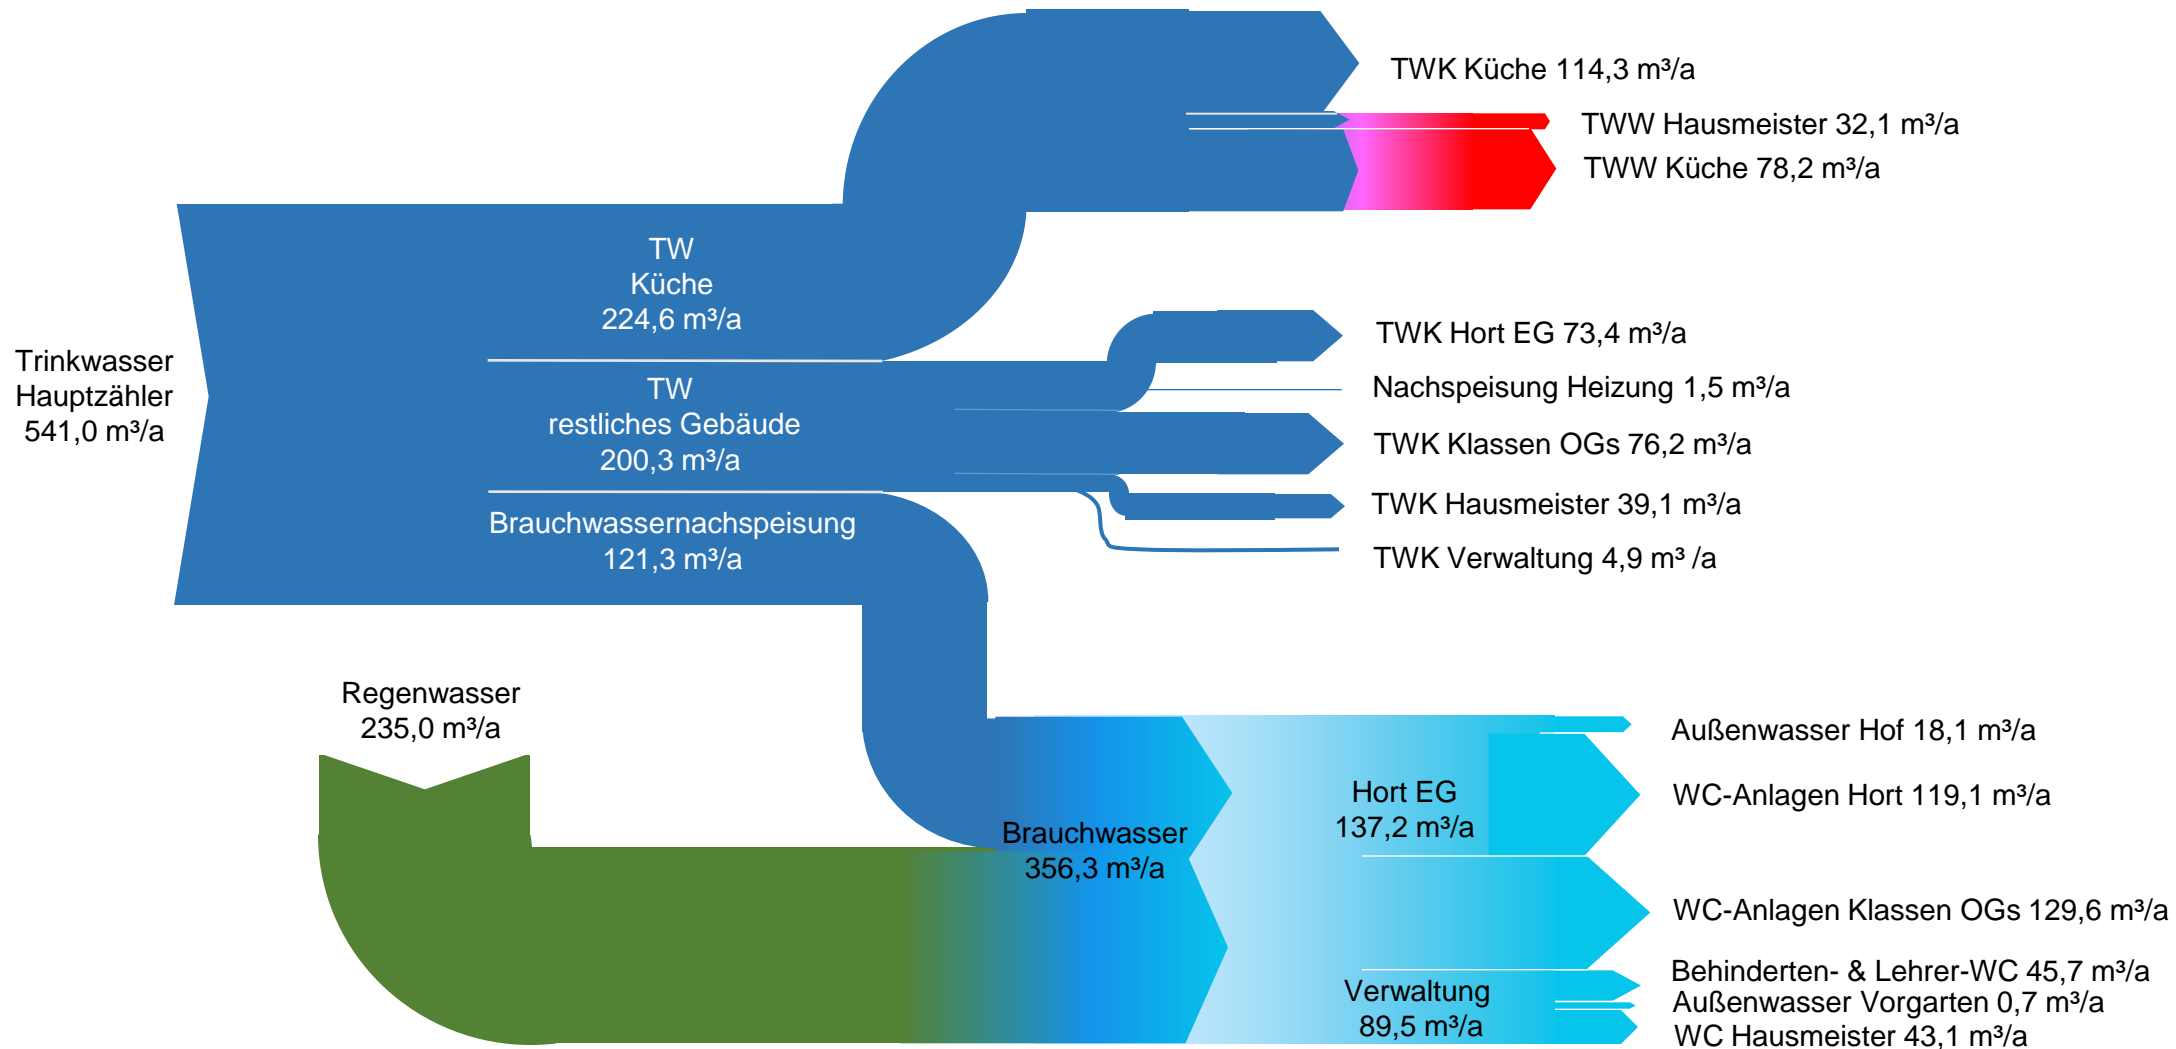 TWK Küche 114,3 m³/a
TWW Hausmeister 32,1 m³/a
TWW Küche 78,2 m³/a
TW
Küche
224,6 m³/a
Trinkwasser
Hauptzähler
541,0 m³/a
TW
restliches Gebäude
200,3 m³/a
Brauchwassernachspeisung
121,3 m³/a
TWK Hort EG 73,4 m³/a
Nachspeisung Heizung 1,5 m³/a
TWK Klassen OGs 76,2 m³/a
TWK Hausmeister 39,1 m³/a
TWK Verwaltung 4,9 m³ /a
Regenwasser
235,0 m³/a
Brauchwasser
356,3 m³/a
Hort EG
137,2 m³/a
Verwaltung
89,5 m³/a
Außenwasser Hof 18,1 m³/a
WC-Anlagen Hort 119,1 m³/a
WC-Anlagen Klassen OGs 129,6 m³/a
Behinderten- & Lehrer-WC 45,7 m³/a
Außenwasser Vorgarten 0,7 m³/a
WC Hausmeister 43,1 m³/a